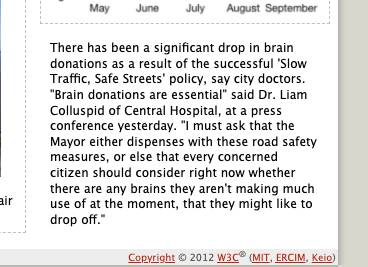 May June July August September
There has been a significant drop in brain
donations as a result of the successful 'Slow
Traffic, Safe Streets' policy, say city doctors.
"Brain donations are essential" said Dr. Liam
Colluspid of Central Hospital, at a press
conference yesterday. "I must ask that the
Mayor either dispenses with these road safety
measures, or else that every concerned
citizen should consider right now whether
there are any brains they aren't making much
use of at the moment, that they might like to
drop off."
air
Copyright © 2012 W3C® (MIT, ERCIM, Keio)